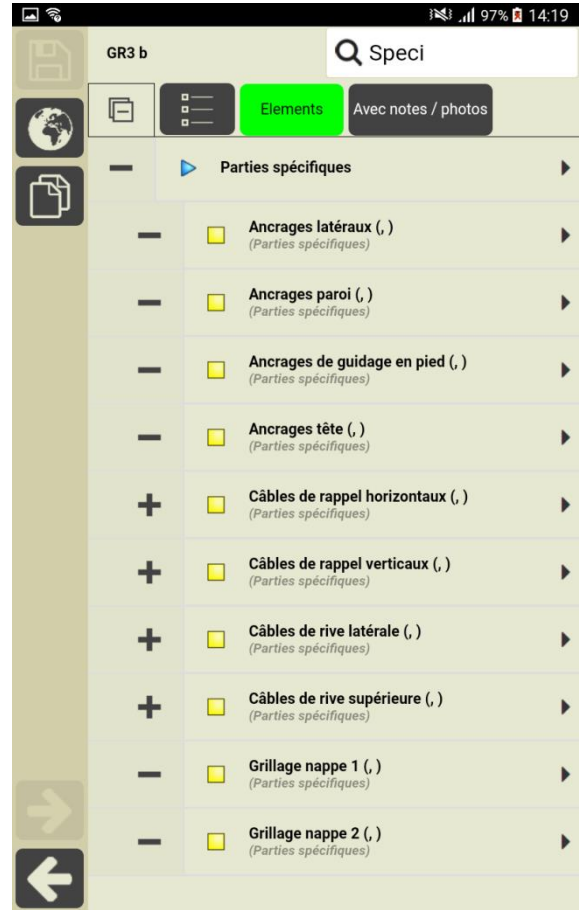 97% 14:19
GR3 b
Speci
Elements
Avec notes / photos
Parties spécifiques
Ancrages latéraux (, )
(Parties spécifiques)
Ancrages paroi (, )
(Parties spécifiques)
Ancrages de guidage en pied (, )
(Parties spécifiques)
Ancrages tête (, )
(Parties spécifiques)
Câbles de rappel horizontaux (, )
(Parties spécifiques)
Câbles de rappel verticaux (, )
(Parties spécifiques)
Câbles de rive latérale (, )
(Parties spécifiques)
Câbles de rive supérieure (, )
(Parties spécifiques)
Grillage nappe 1 (, )
(Parties spécifiques)
Grillage nappe 2 (, )
(Parties spécifiques)